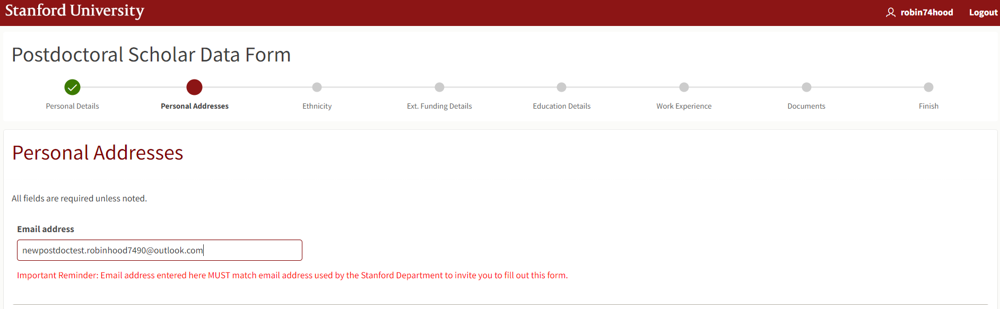 Stanford University
robin74hood Logout
Postdoctoral Scholar Data Form
Personal Details Personal Addresses Ethnicity Ext. Funding Details Education Details Work Experience Documents Finish
Personal Addresses
All fields are required unless noted.
Email address
newpostdoctest.robinhood7490@outlook.com
Important Reminder: Email address entered here MUST match email address used by the Stanford Department to invite you to fill out this form.